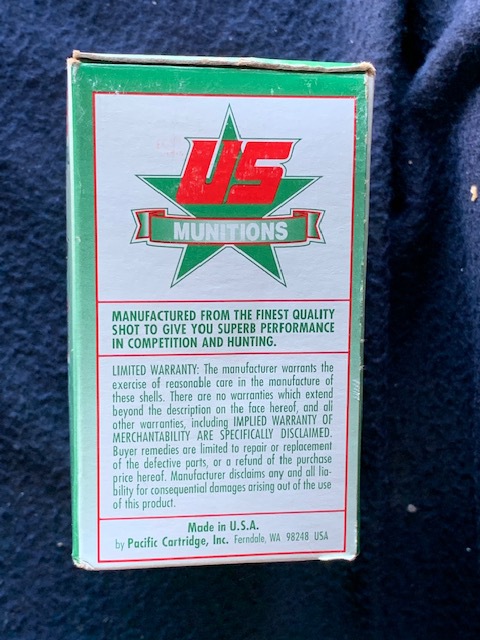 US
MUNITIONS
MANUFACTURED FROM THE FINEST QUALITY
SHOT TO GIVE YOU SUPERB PERFORMANCE
IN COMPETITION AND HUNTING.
LIMITED WARRANTY: The manufacturer warrants the
exercise of reasonable care in the manufacture of
these shells. There are no warranties which extend
beyond the description on the face hereof, and all
other warranties, including IMPLIED WARRANTY OF
MERCHANTABILITY ARE SPECIFICALLY DISCLAIMED.
Buyer remedies are limited to repair or replacement
of the defective parts, or a refund of the purchase
price hereof. Manufacturer disclaims any and all lia-
bility for consequential damages arising out of the use
of this product.
Made in U.S.A.
by Pacific Cartridge, Inc. Ferndale, WA 98248 USA